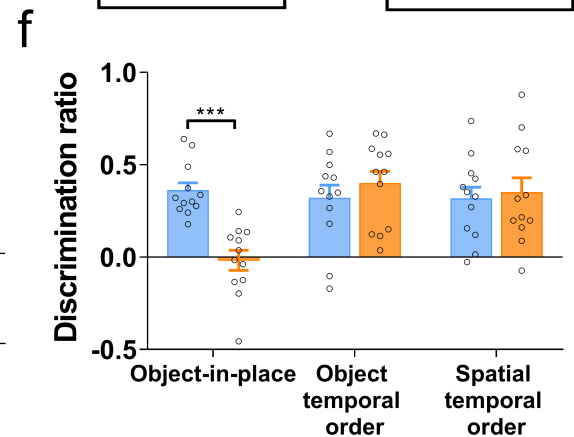 f
Discrimination ratio
1.0
0.5
0.0
-0.5
***
Object-in-place
Object
temporal
order
Spatial
temporal
order